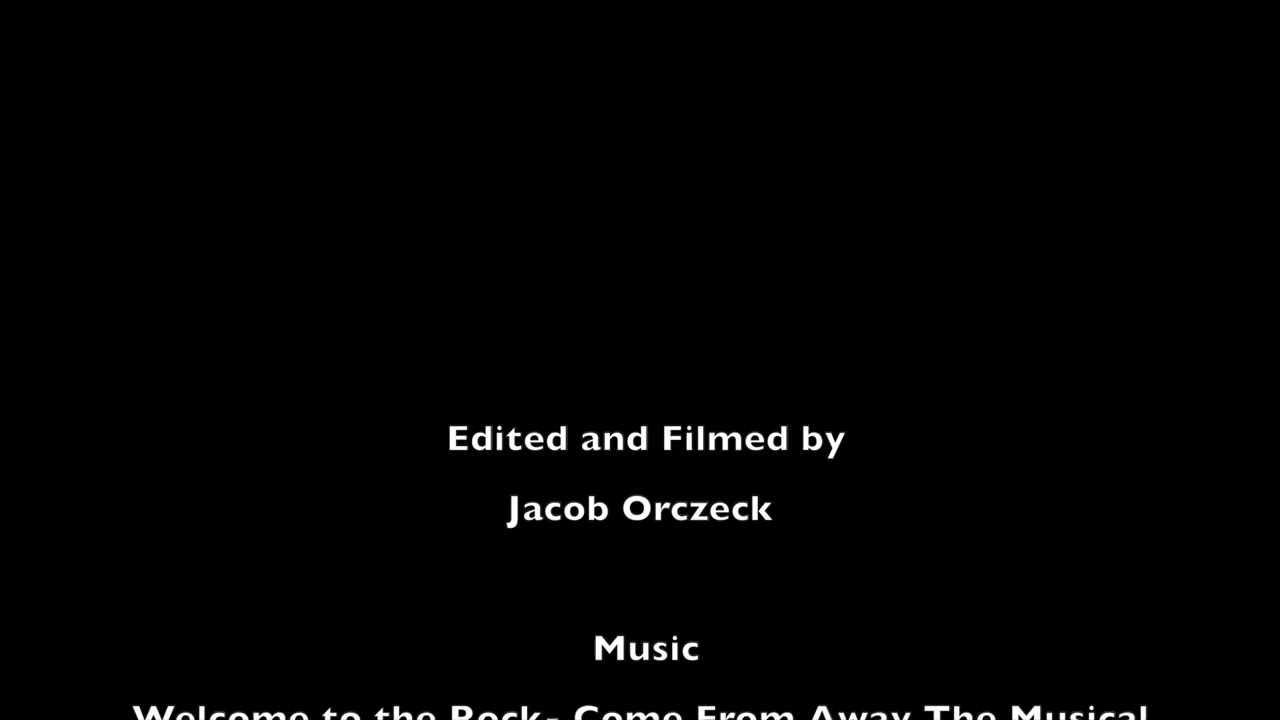 Edited and Filmed by
Jacob Orczeck
Music
Welcome to the Rock- Come From Away The Musical